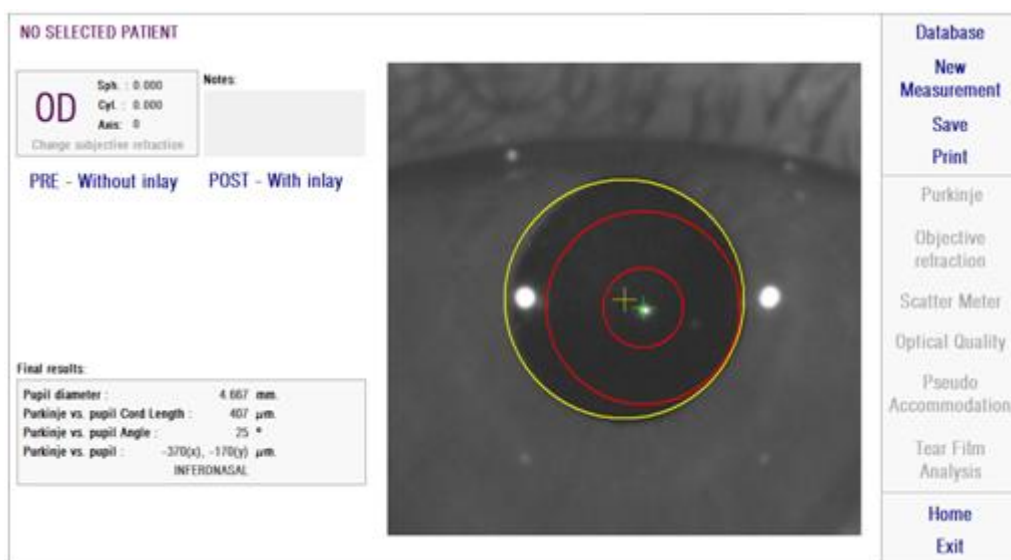 NO SELECTED PATIENT
OD
Sph. : 0.000
Cyl. : 0.000
Axis: 0
Change subjective refraction
Notes:
PRE - Without inlay
POST - With inlay
Final results:
Pupil diameter : 4.667 mm.
Purkinje vs. pupil Cord Length : 407 µm.
Purkinje vs. pupil Angle : 25 º
Purkinje vs. pupil : -370(x), -170(y) µm.
INFERONASAL
Database
New
Measurement
Save
Print
Purkinje
Objective
refraction
Scatter Meter
Optical Quality
Pseudo
Accommodation
Tear Film
Analysis
Home
Exit